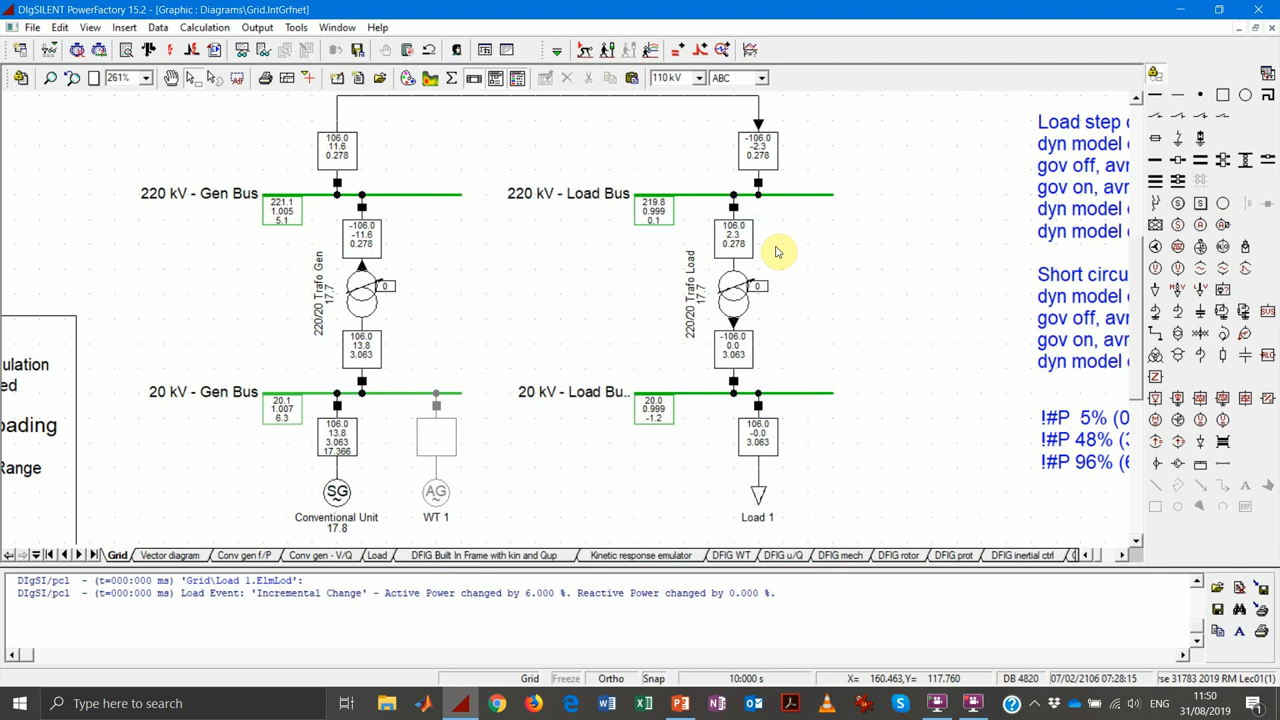 DIgSILENT PowerFactory 15.2 - [Graphic : Diagrams\Grid.IntGrfnet]
File Edit View Insert Data Calculation Output Tools Window Help
261% 110 kV ABC
106.0
11.6
0.278
-106.0
-2.3
0.278
220 kV - Gen Bus
221.1
1.005
5.1
220 kV - Load Bus
219.8
0.999
0.1
-106.0
-11.6
0.278
106.0
2.3
0.278
220/20 Trafo Gen
17.7
0
220/20 Trafo Load
17.7
0
106.0
13.8
3.063
-106.0
0.0
3.063
20 kV - Gen Bus
20.1
1.007
6.3
20 kV - Load Bu..
20.0
0.999
-1.2
106.0
13.8
3.063
17.366
106.0
-0.0
3.063
SG
Conventional Unit
17.8
AG
WT 1
Load 1
ulation
ed
oading
Range
Load step
dyn model
gov off, avr
gov on, avr
dyn model
dyn model
Short circu
dyn model
gov off, avr
gov on, avr
dyn model
!#P 5% (0
!#P 48% (3
!#P 96% (6
Grid Vector diagram Conv gen f/P Conv gen - V/Q Load DFIG Built In Frame with kin and Qup Kinetic response emulator DFIG WT DFIG u/Q DFIG mech DFIG rotor DFIG prot DFIG inertial ctrl
DIgSI/pcl - (t=000:000 ms) 'Grid\Load 1.ElmLod':
DIgSI/pcl - (t=000:000 ms) Load Event: 'Incremental Change' - Active Power changed by 6.000 %. Reactive Power changed by 0.000 %.
Grid Freeze Ortho Snap 10:000 s X= 160.463,Y= 117.760 DB 4820 07/02/2106 07:28:15 rse 31783 2019 RM Lec01(1)
Type here to search
11:50
31/08/2019